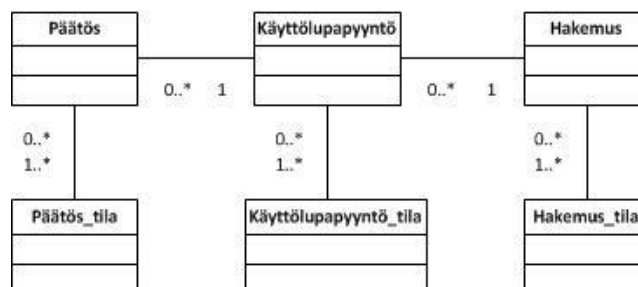 Päätös
Käyttölupapyyntö
Hakemus
0..* 1
0..* 1
0..*
1..*
0..*
1..*
0..*
1..*
Päätös_tila
Käyttölupapyyntö_tila
Hakemus_tila